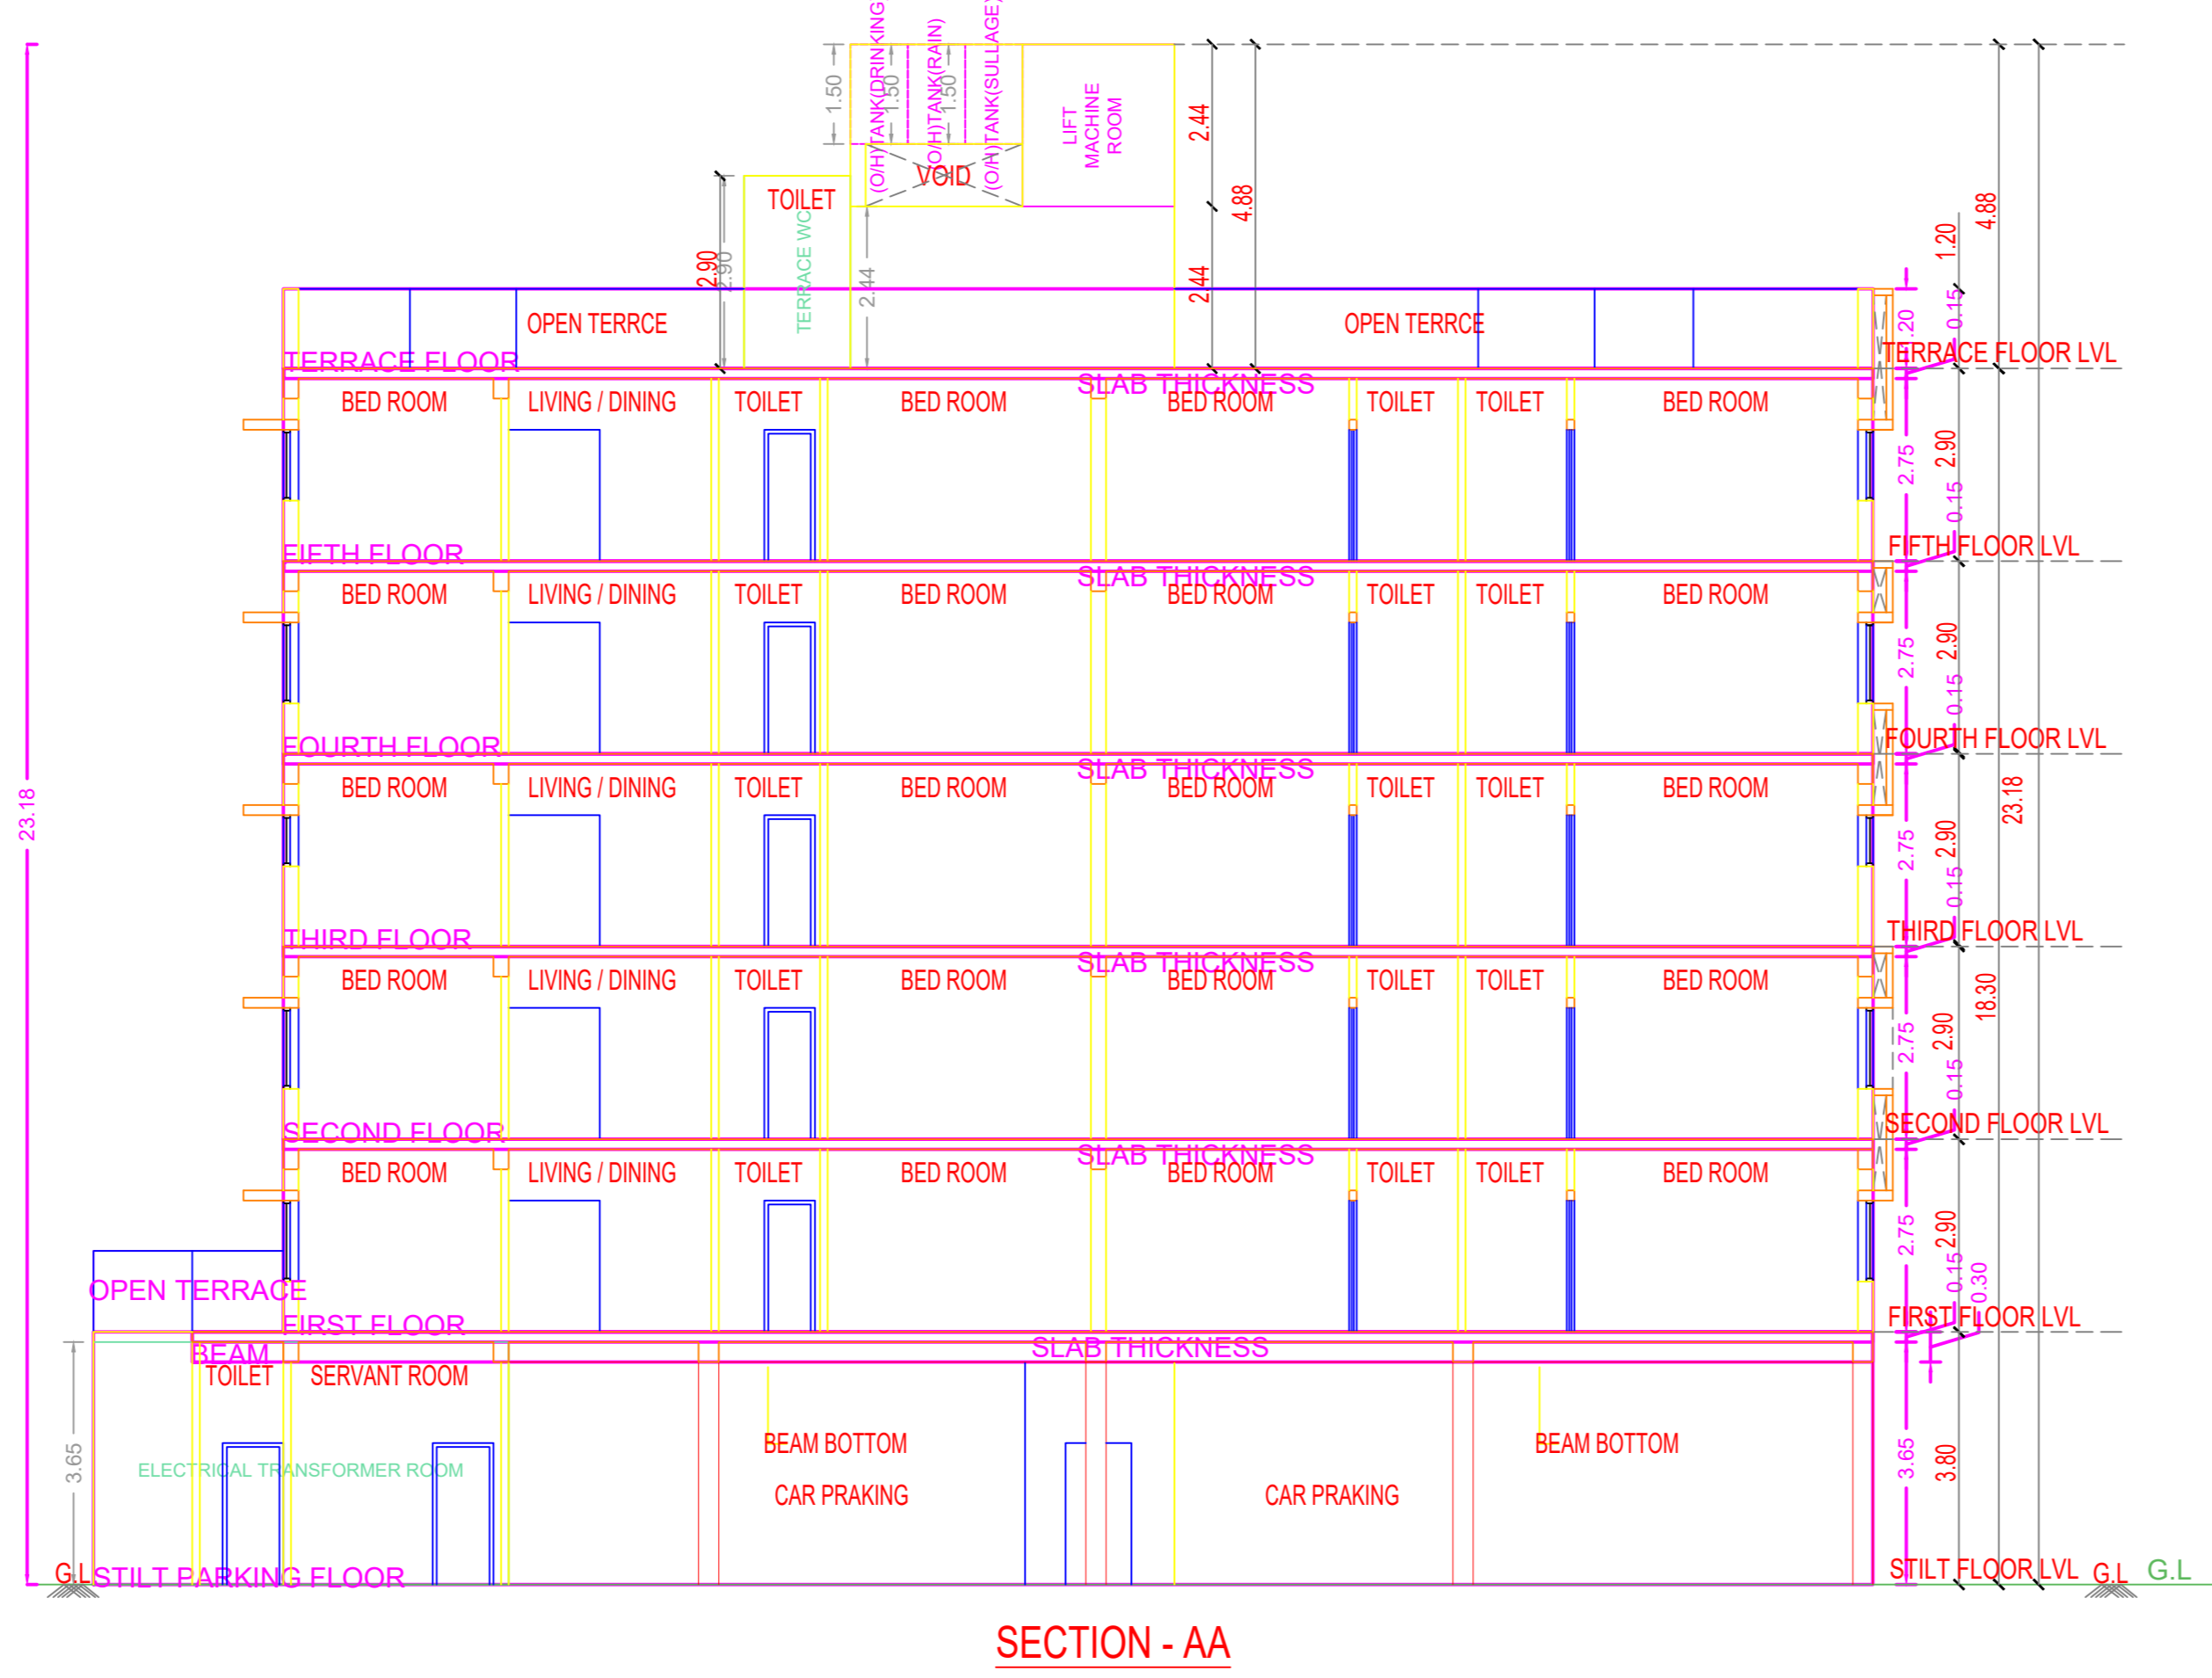 (O/H)TANK(DRINKING)
(O/H)TANK(RAIN)
(O/H)TANK(SULLAGE)
1.50
1.50
1.50
LIFT
MACHINE
ROOM
2.44
4.88
4.88
VOID
TOILET
TERRACE WC
2.90
2.90
2.44
2.44
1.20
1.20
0.15
OPEN TERRCE
OPEN TERRCE
TERRACE FLOOR
TERRACE FLOOR LVL
SLAB THICKNESS
BED ROOM
LIVING / DINING
TOILET
BED ROOM
BED ROOM
TOILET
TOILET
BED ROOM
2.75
2.90
0.15
FIFTH FLOOR
FIFTH FLOOR LVL
SLAB THICKNESS
BED ROOM
LIVING / DINING
TOILET
BED ROOM
BED ROOM
TOILET
TOILET
BED ROOM
2.75
2.90
0.15
FOURTH FLOOR
FOURTH FLOOR LVL
SLAB THICKNESS
BED ROOM
LIVING / DINING
TOILET
BED ROOM
BED ROOM
TOILET
TOILET
BED ROOM
23.18
23.18
2.75
2.90
0.15
THIRD FLOOR
THIRD FLOOR LVL
SLAB THICKNESS
BED ROOM
LIVING / DINING
TOILET
BED ROOM
BED ROOM
TOILET
TOILET
BED ROOM
18.30
2.75
2.90
0.15
SECOND FLOOR
SECOND FLOOR LVL
SLAB THICKNESS
BED ROOM
LIVING / DINING
TOILET
BED ROOM
BED ROOM
TOILET
TOILET
BED ROOM
2.75
2.90
0.15
0.30
OPEN TERRACE
FIRST FLOOR
FIRST FLOOR LVL
BEAM
SLAB THICKNESS
TOILET
SERVANT ROOM
BEAM BOTTOM
BEAM BOTTOM
3.65
ELECTRICAL TRANSFORMER ROOM
3.65
3.80
CAR PRAKING
CAR PRAKING
G.L
STILT PARKING FLOOR
STILT FLOOR LVL
G.L
G.L
SECTION - AA